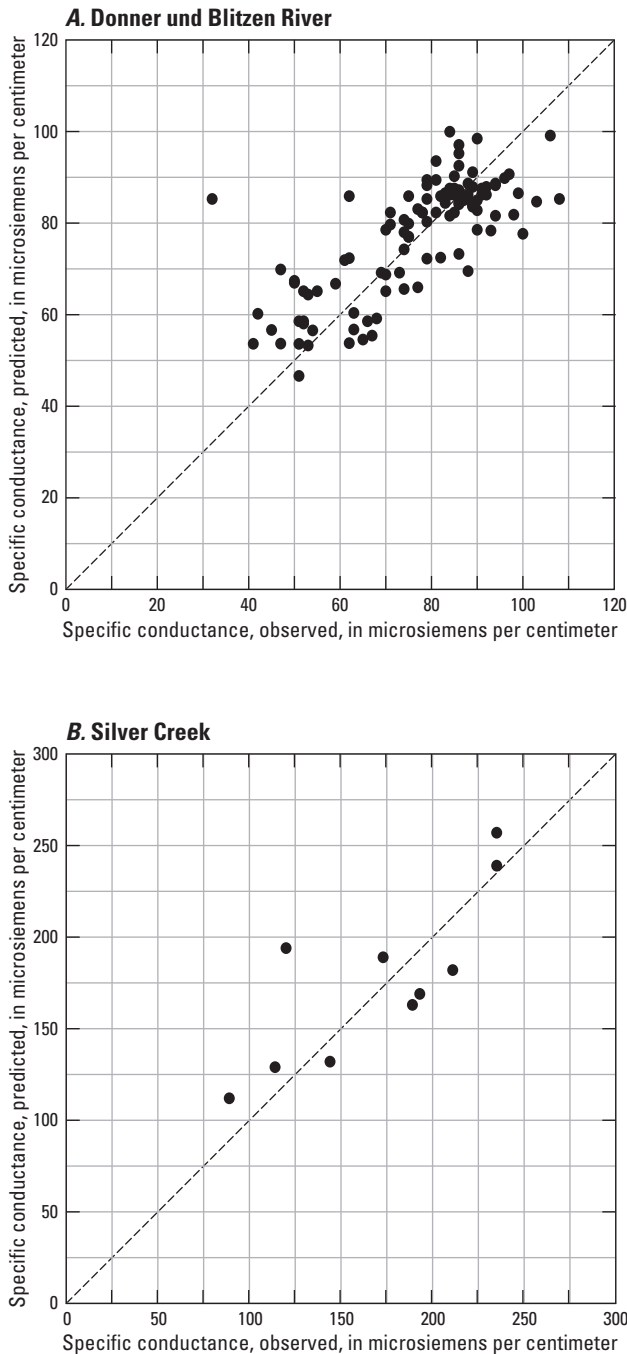 A. Donner und Blitzen River
120
100
80
60
40
20
0
Specific conductance, predicted, in microsiemens per centimeter
0 20 40 60 80 100 120
Specific conductance, observed, in microsiemens per centimeter
B. Silver Creek
300
250
200
150
100
50
0
Specific conductance, predicted, in microsiemens per centimeter
0 50 100 150 200 250 300
Specific conductance, observed, in microsiemens per centimeter